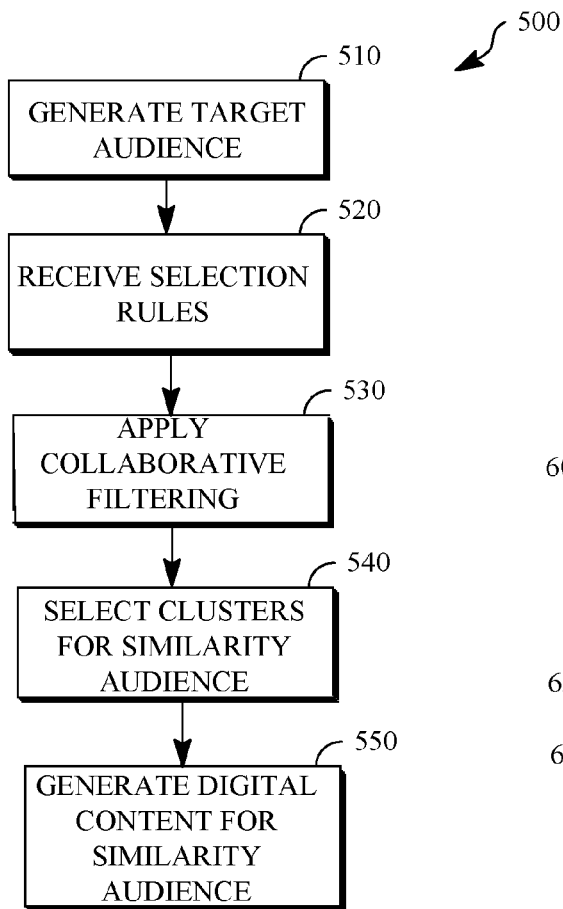 500
510
GENERATE TARGET
AUDIENCE
520
RECEIVE SELECTION
RULES
530
APPLY
COLLABORATIVE
FILTERING
540
SELECT CLUSTERS
FOR SIMILARITY
AUDIENCE
550
GENERATE DIGITAL
CONTENT FOR
SIMILARITY
AUDIENCE